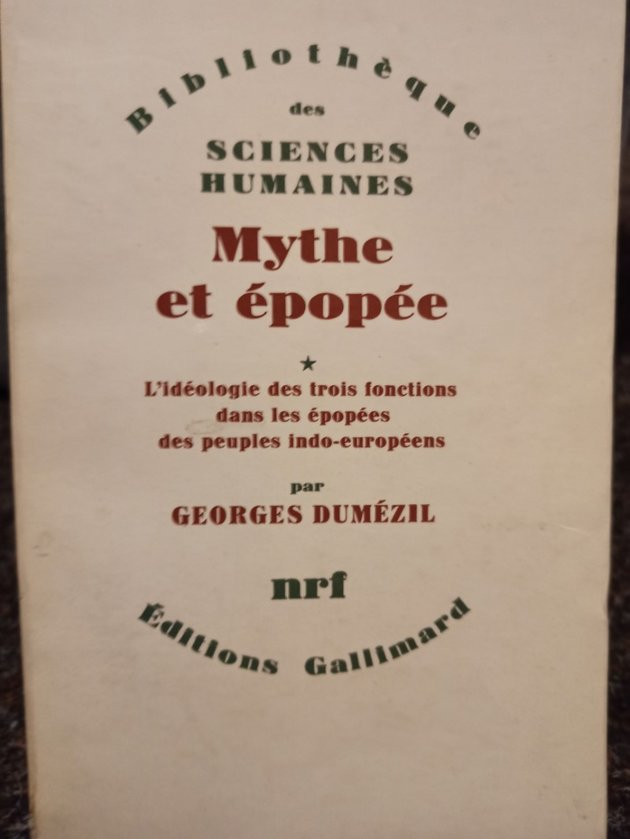 Bibliothèque
des
SCIENCES
HUMAINES
Mythe
et épopée
★
L'idéologie des trois fonctions
dans les épopées
des peuples indo-européens
par
GEORGES DUMÉZIL
nrf
Éditions Gallimard